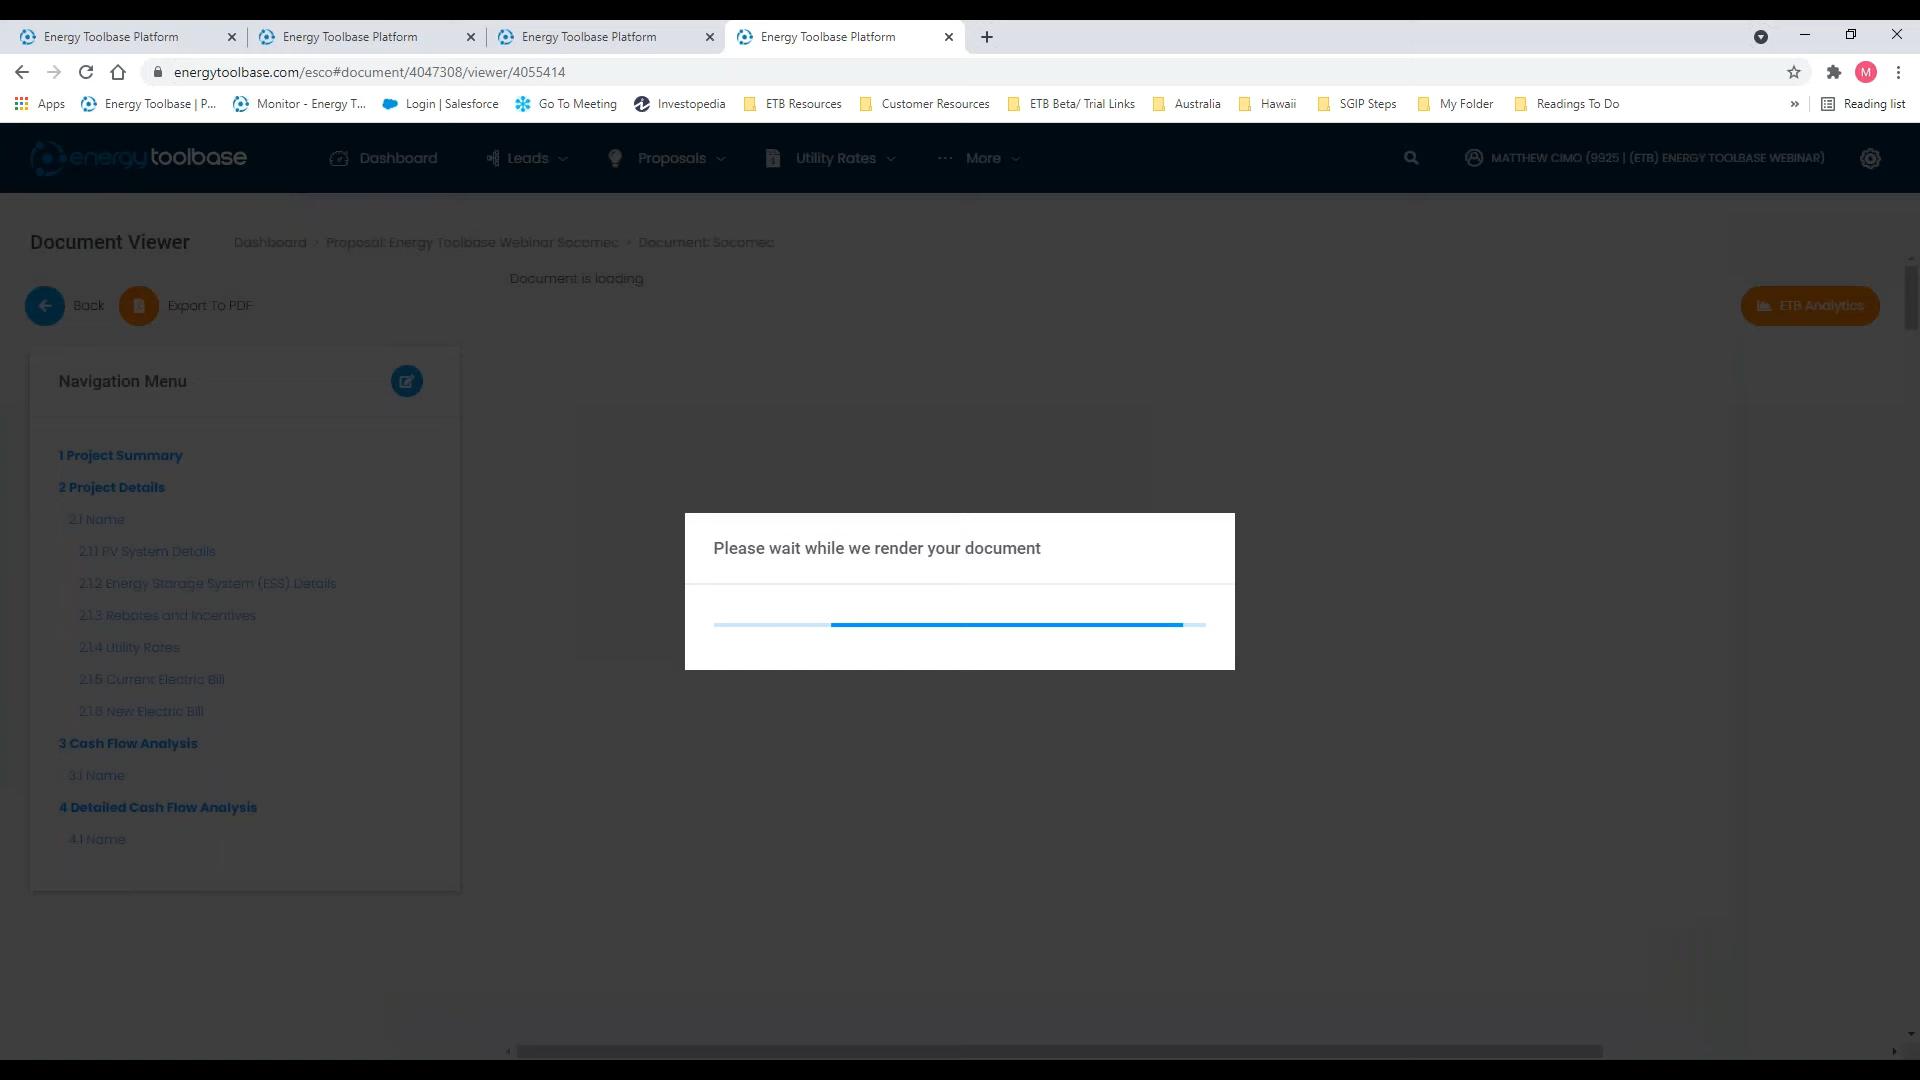 Energy Toolbase Platform
Energy Toolbase Platform
Energy Toolbase Platform
Energy Toolbase Platform
energytoolbase.com/esco#document/4047308/viewer/4055414
M
Apps
Energy Toolbase | P...
Monitor - Energy T...
Login | Salesforce
Go To Meeting
Investopedia
ETB Resources
Customer Resources
ETB Beta/ Trial Links
Australia
Hawaii
SGIP Steps
My Folder
Readings To Do
»
Reading list
energytoolbase
Dashboard
Leads
Proposals
Utility Rates
More
MATTHEW CIMO (9925 | (ETB) ENERGY TOOLBASE WEBINAR)
Document Viewer
Dashboard > Proposal: Energy Toolbase Webinar Socomec > Document: Socomec
Document is loading
Back
Export To PDF
ETB Analytics
Navigation Menu
1 Project Summary
2 Project Details
2.1 Name
2.1.1 PV System Details
2.1.2 Energy Storage System (ESS) Details
2.1.3 Rebates and Incentives
2.1.4 Utility Rates
2.1.5 Current Electric Bill
2.1.6 New Electric Bill
3 Cash Flow Analysis
3.1 Name
4 Detailed Cash Flow Analysis
4.1 Name
Please wait while we render your document